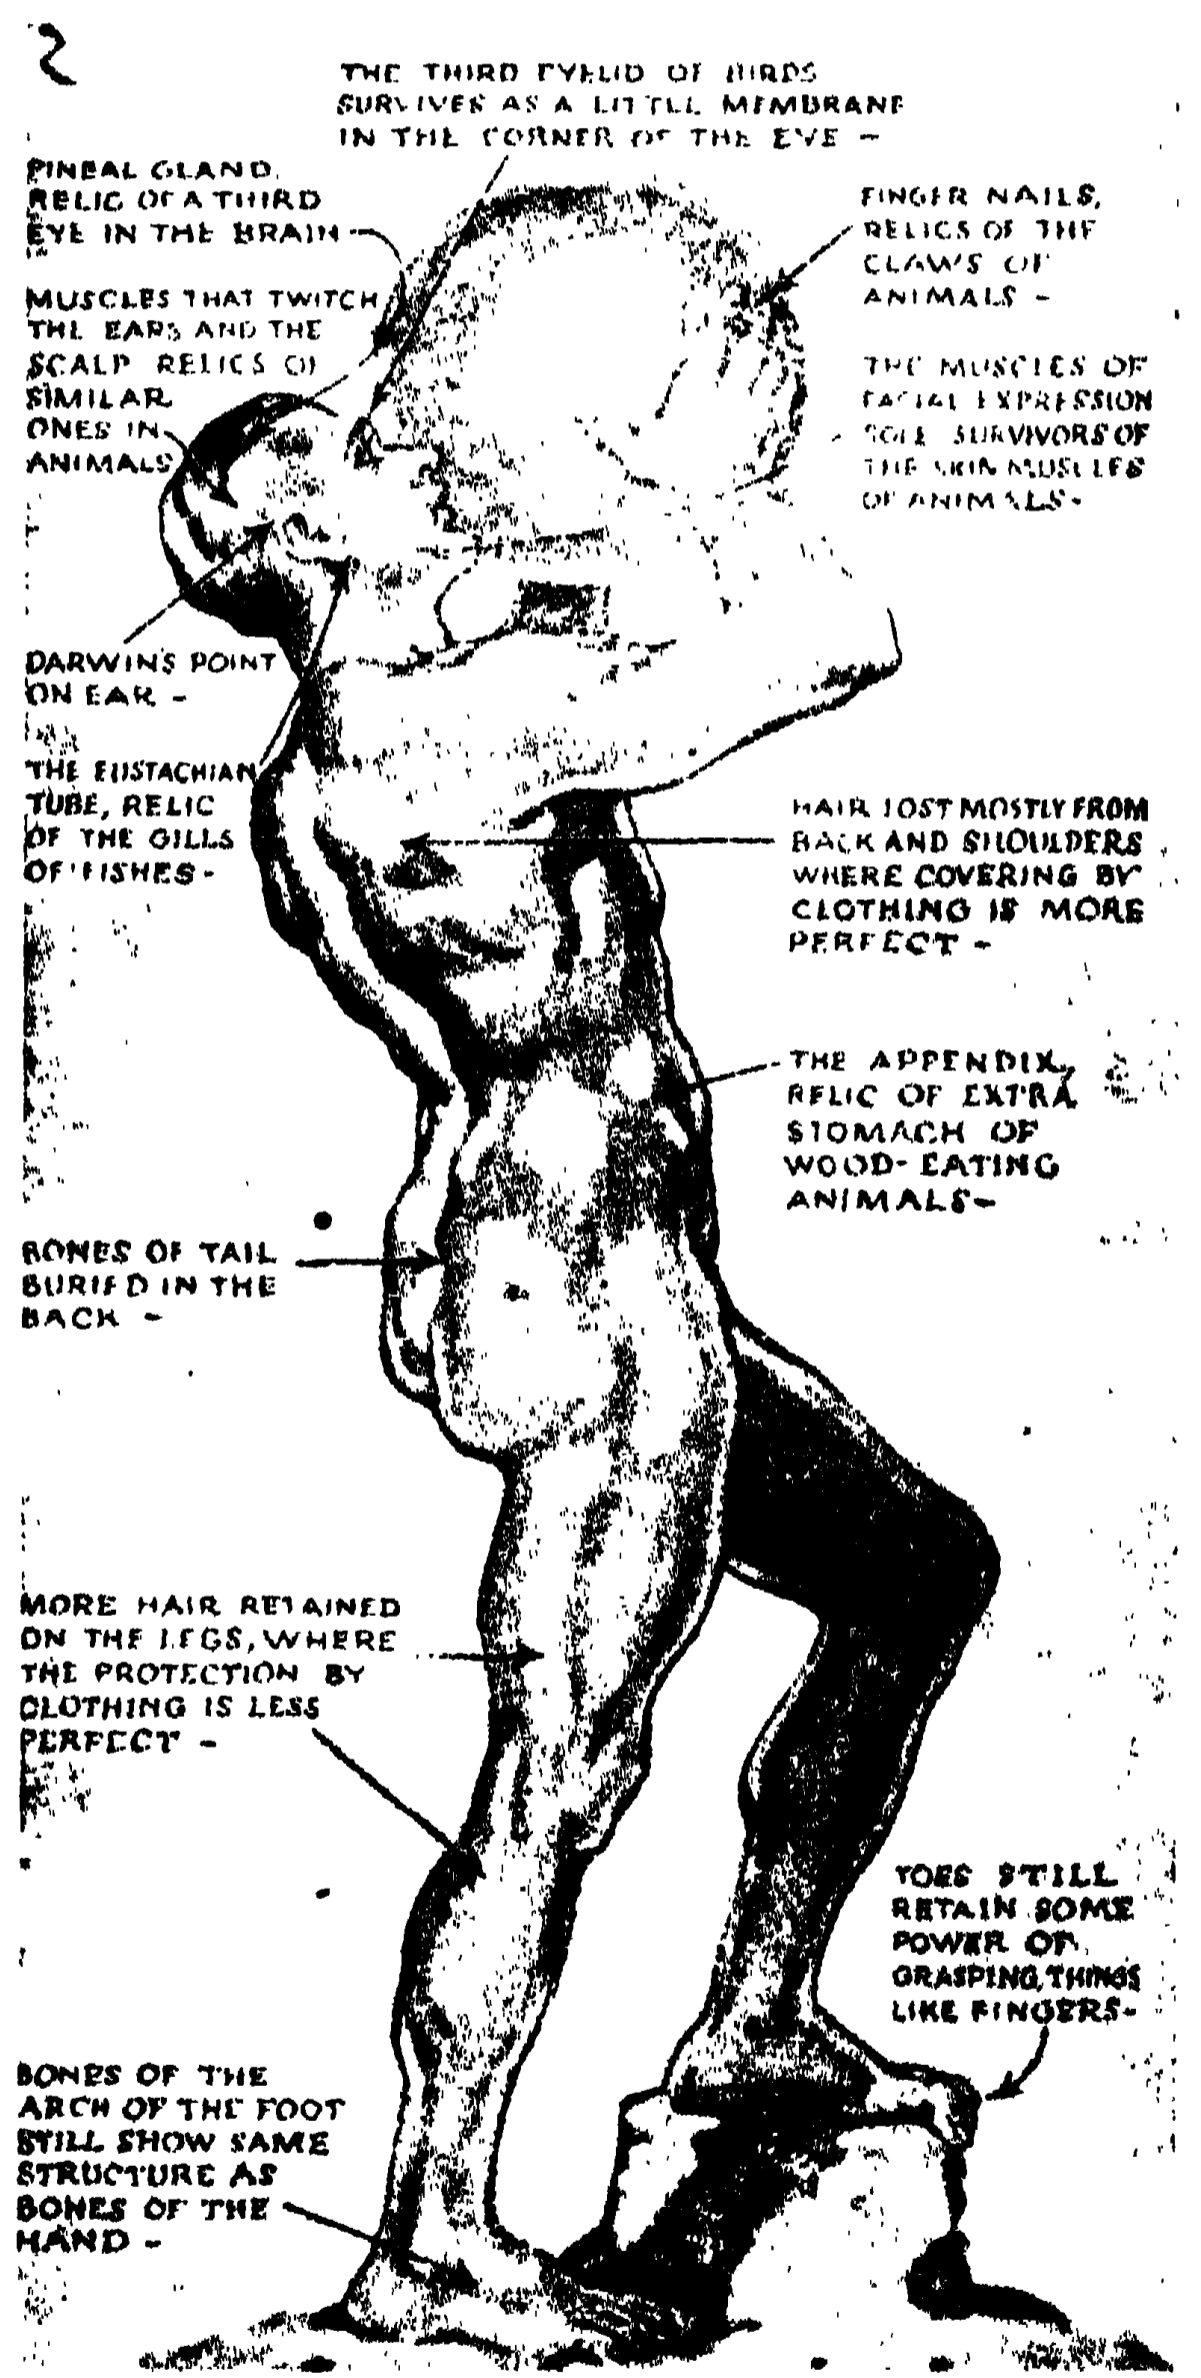 2
THE THIRD EYELID OF BIRDS
SURVIVES AS A LITTLE MEMBRANE
IN THE CORNER OF THE EYE -
PINEAL GLAND,
RELIC OF A THIRD
EYE IN THE BRAIN -
MUSCLES THAT TWITCH
THE EARS AND THE
SCALP RELICS OF
SIMILAR
ONES IN
ANIMALS
FINGER NAILS,
RELICS OF THE
CLAWS OF
ANIMALS -
THE MUSCLES OF
FACIAL EXPRESSION
SOLE SURVIVORS OF
THE SKIN MUSCLES
OF ANIMALS -
DARWIN'S POINT
ON EAR -
THE EUSTACHIAN
TUBE, RELIC
OF THE GILLS
OF FISHES -
HAIR LOST MOSTLY FROM
BACK AND SHOULDERS
WHERE COVERING BY
CLOTHING IS MORE
PERFECT -
THE APPENDIX,
RELIC OF EXTRA
STOMACH OF
WOOD-EATING
ANIMALS -
BONES OF TAIL
BURIED IN THE
BACK -
MORE HAIR RETAINED
ON THE LEGS, WHERE
THE PROTECTION BY
CLOTHING IS LESS
PERFECT -
TOES STILL
RETAIN SOME
POWER OF
GRASPING THINGS
LIKE FINGERS -
BONES OF THE
ARCH OF THE FOOT
STILL SHOW SAME
STRUCTURE AS
BONES OF THE
HAND -